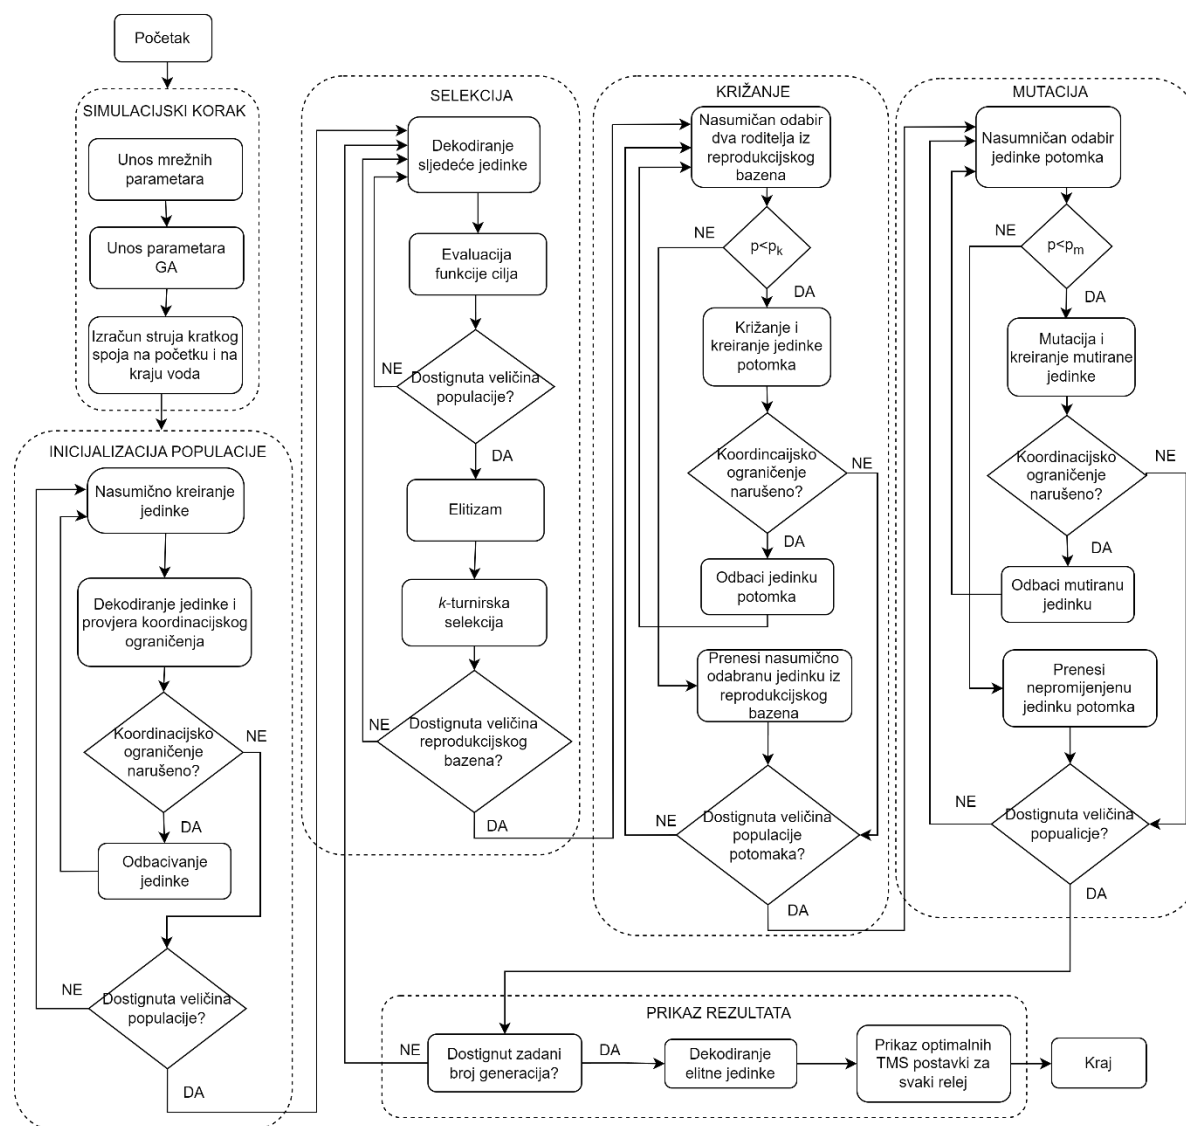 Početak
SIMULACIJSKI KORAK
Unos mrežnih
parametara
Unos parametara
GA
Izračun struja kratkog
spoja na početku i na
kraju voda
INICIJALIZACIJA POPULACIJE
Nasumično kreiranje
jedinke
Dekodiranje jedinke i
provjera koordinacijskog
ograničenja
Koordinacijsko
ograničenje
narušeno?
NE
DA
Odbacivanje
jedinke
Dostignuta veličina
populacije?
NE
DA
SELEKCIJA
Dekodiranje
sljedeće jedinke
Evaluacija
funkcije cilja
Dostignuta veličina
populacije?
NE
DA
Elitizam
k-turnirska
selekcija
Dostignuta veličina
reprodukcijskog
bazena?
NE
DA
KRIŽANJE
Nasumičan odabir
dva roditelja iz
reprodukcijskog
bazena
p<pk
NE
DA
Križanje i
kreiranje jedinke
potomka
Koordincaijsko
ograničenje
narušeno?
NE
DA
Odbaci jedinku
potomka
Prenesi nasumično
odabranu jedinku iz
reprodukcijskog
bazena
Dostignuta veličina
populacije
potomaka?
NE
DA
MUTACIJA
Nasumničan odabir
jedinke potomka
p<pm
NE
DA
Mutacija i
kreiranje mutirane
jedinke
Koordinacijsko
ograničenje
narušeno?
NE
DA
Odbaci mutiranu
jedinku
Prenesi
nepromijenjenu
jedinku potomka
Dostignuta veličina
popualicje?
NE
DA
PRIKAZ REZULTATA
Dostignut zadani
broj generacija?
NE
DA
Dekodiranje
elitne jedinke
Prikaz optimalnih
TMS postavki za
svaki relej
Kraj